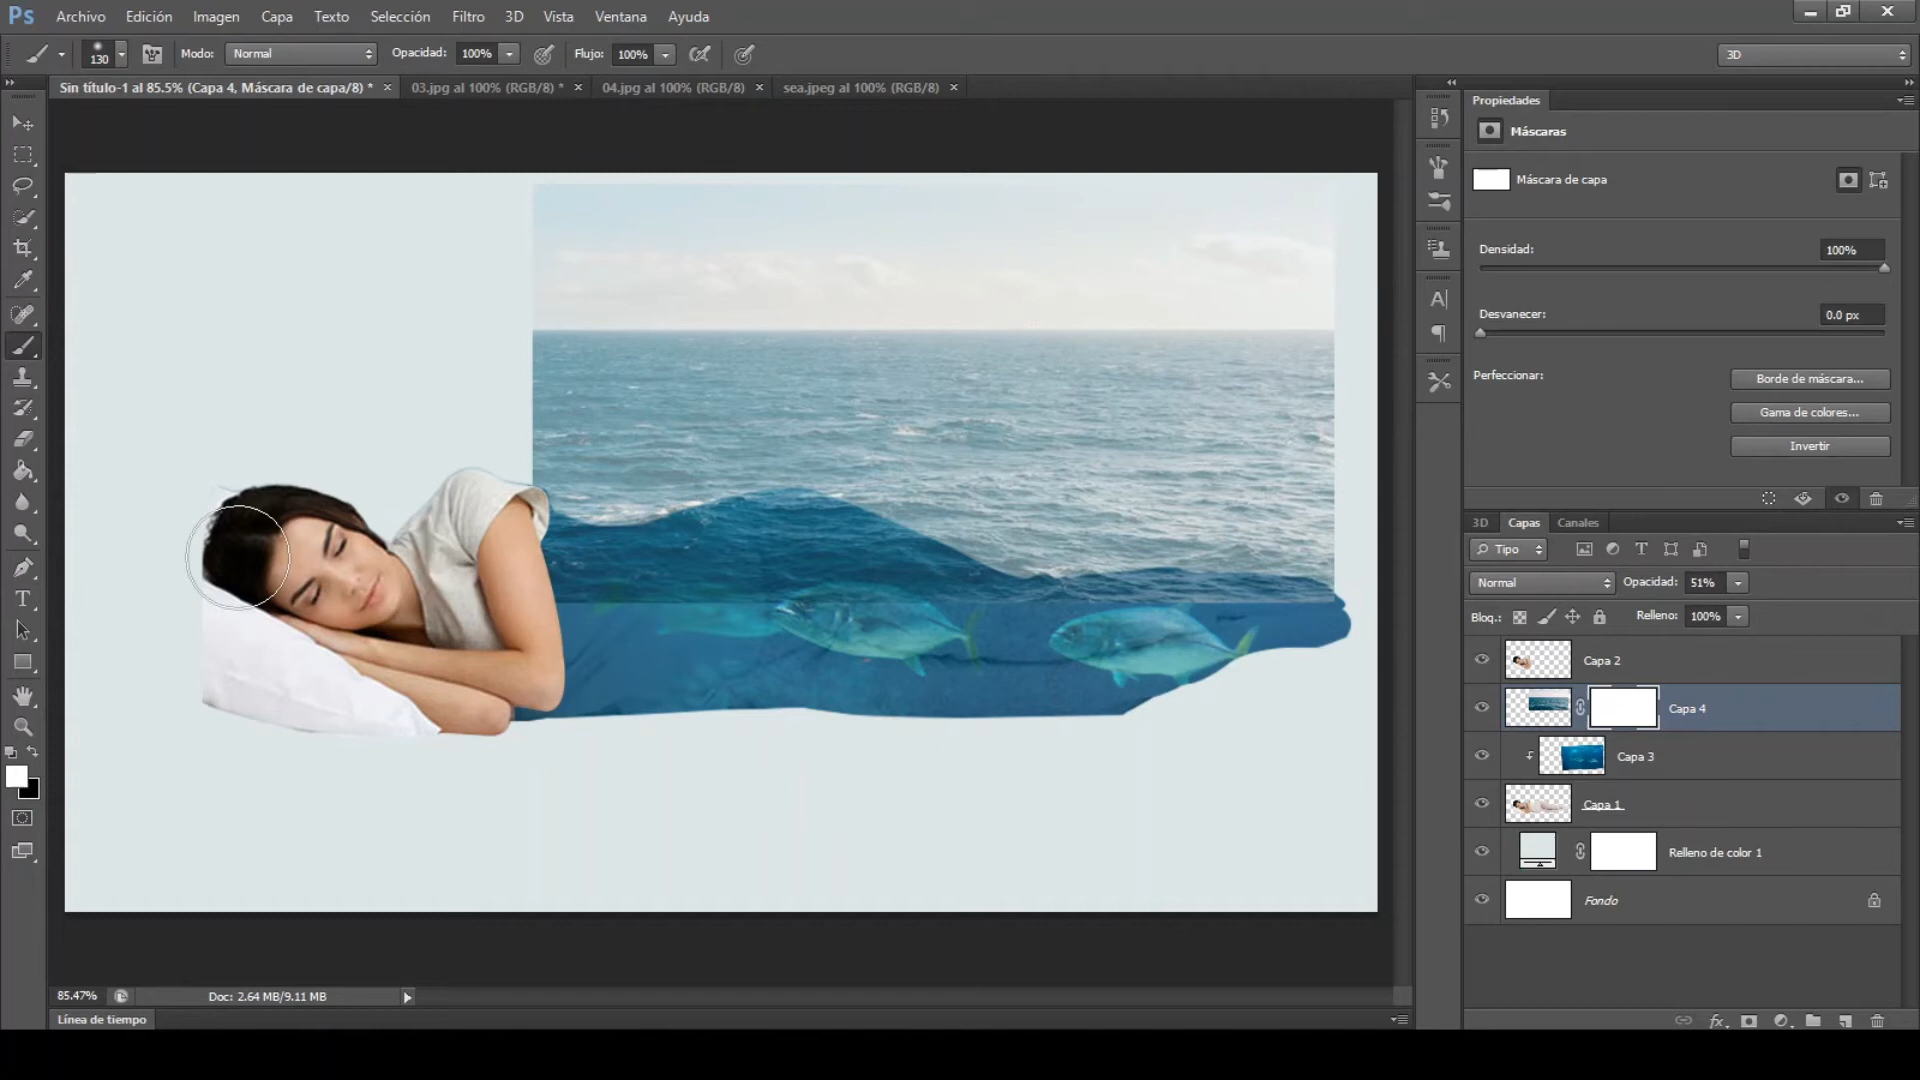 Ps Archivo Edición Imagen Capa Texto Selección Filtro 3D Vista Ventana Ayuda
130 Modo: Normal Opacidad: 100% Flujo: 100% 3D
Sin título-1 al 85.5% (Capa 4, Máscara de capa/8) * × 03.jpg al 100% (RGB/8) * × 04.jpg al 100% (RGB/8) × sea.jpeg al 100% (RGB/8) ×
Propiedades
Máscaras
Máscara de capa
Densidad: 100%
Desvanecer: 0.0 px
Perfeccionar: Borde de máscara...
Gama de colores...
Invertir
3D Capas Canales
Tipo
Normal Opacidad: 51%
Bloq.: Relleno: 100%
Capa 2
Capa 4
Capa 3
Capa 1
Relleno de color 1
Fondo
85.47% Doc: 2.64 MB/9.11 MB
Línea de tiempo